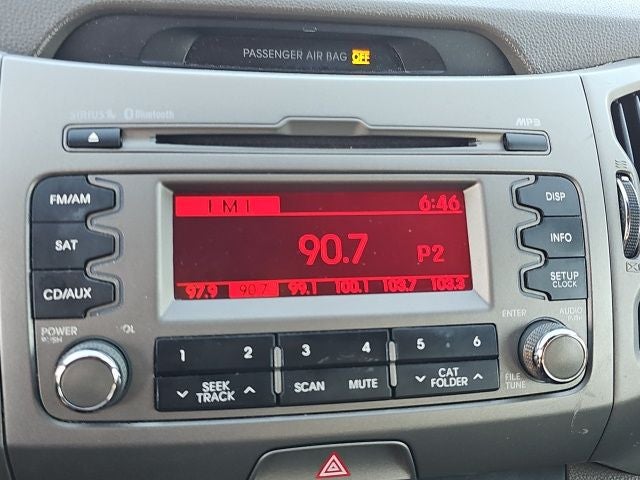 PASSENGER AIR BAG OFF
SIRIUS Bluetooth
MP3
FM/AM
SAT
CD/AUX
FM1 6:46
90.7 P2
97.9 90.7 99.1 100.1 103.7 103.3
DISP
INFO
SETUP
CLOCK
POWER
PUSH
VOL
1 2 3 4 5 6
SEEK
TRACK
SCAN MUTE
CAT
FOLDER
ENTER
AUDIO
PUSH
FILE
TUNE